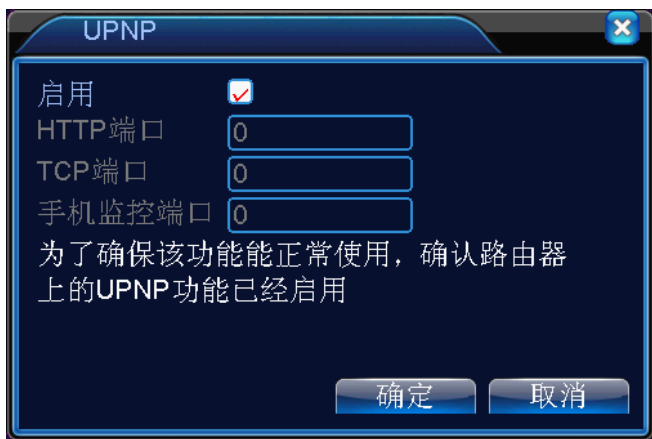 UPNP
启用
HTTP端口 0
TCP端口 0
手机监控端口 0
为了确保该功能能正常使用，确认路由器
上的UPNP功能已经启用
确定 取消